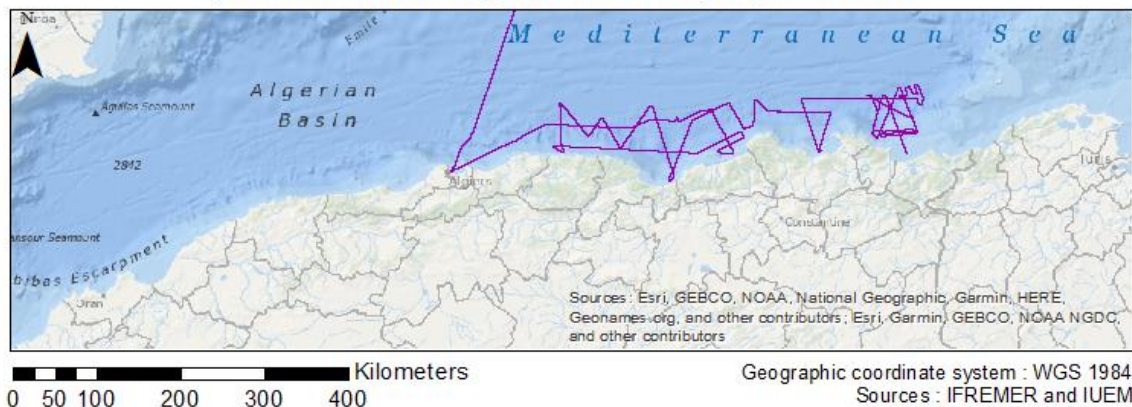 N
Mediterranean Sea
Emile
Aguilas Seamount
Algerian
Basin
2842
Tunis
Algiers
Constantine
Escarpment
Oran
Sources: Esri, GEBCO, NOAA, National Geographic, Garmin, HERE,
Geonames.org, and other contributors; Esri, Garmin, GEBCO, NOAA NGDC,
and other contributors
Kilometers
0 50 100 200 300 400
Geographic coordinate system : WGS 1984
Sources : IFREMER and IUEM